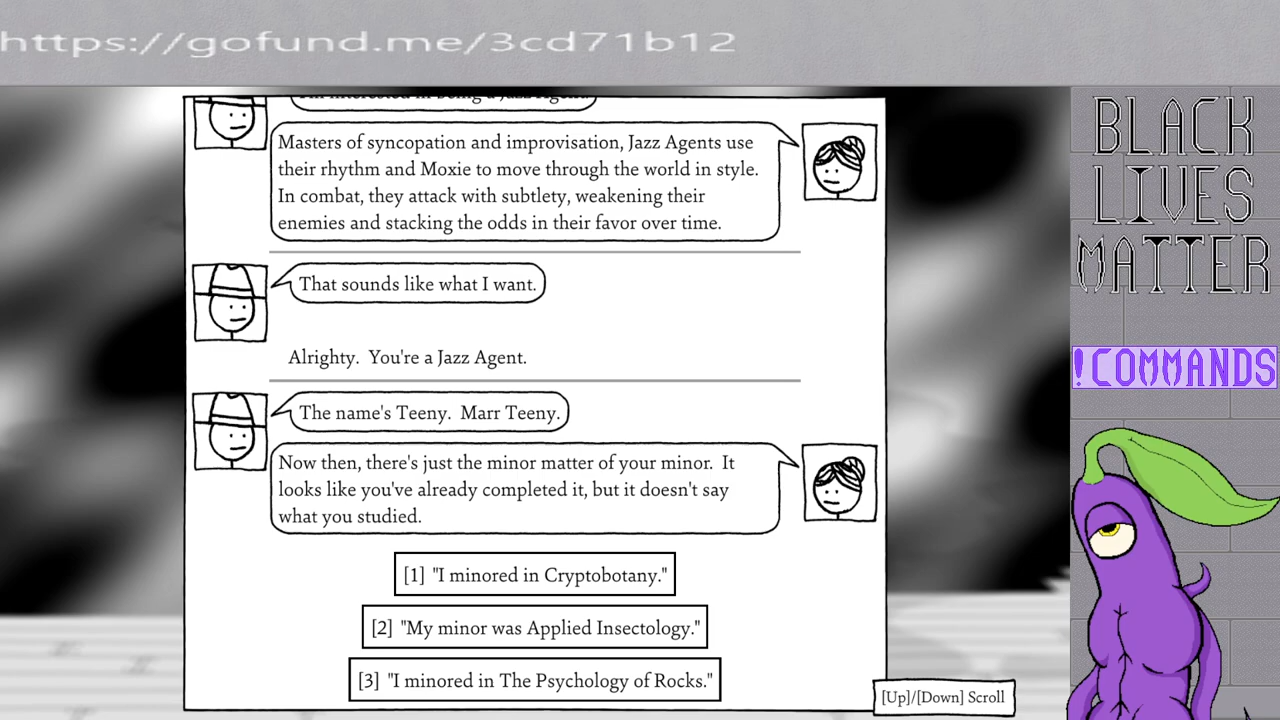 https://gofund.me/3cd71b12
Masters of syncopation and improvisation, Jazz Agents use
their rhythm and Moxie to move through the world in style.
In combat, they attack with subtlety, weakening their
enemies and stacking the odds in their favor over time.
That sounds like what I want.
Alrighty. You're a Jazz Agent.
The name's Teeny. Marr Teeny.
Now then, there's just the minor matter of your minor. It
looks like you've already completed it, but it doesn't say
what you studied.
[1] "I minored in Cryptobotany."
[2] "My minor was Applied Insectology."
[3] "I minored in The Psychology of Rocks."
[Up]/[Down] Scroll
BLACK
LIVES
MATTER
!COMMANDS